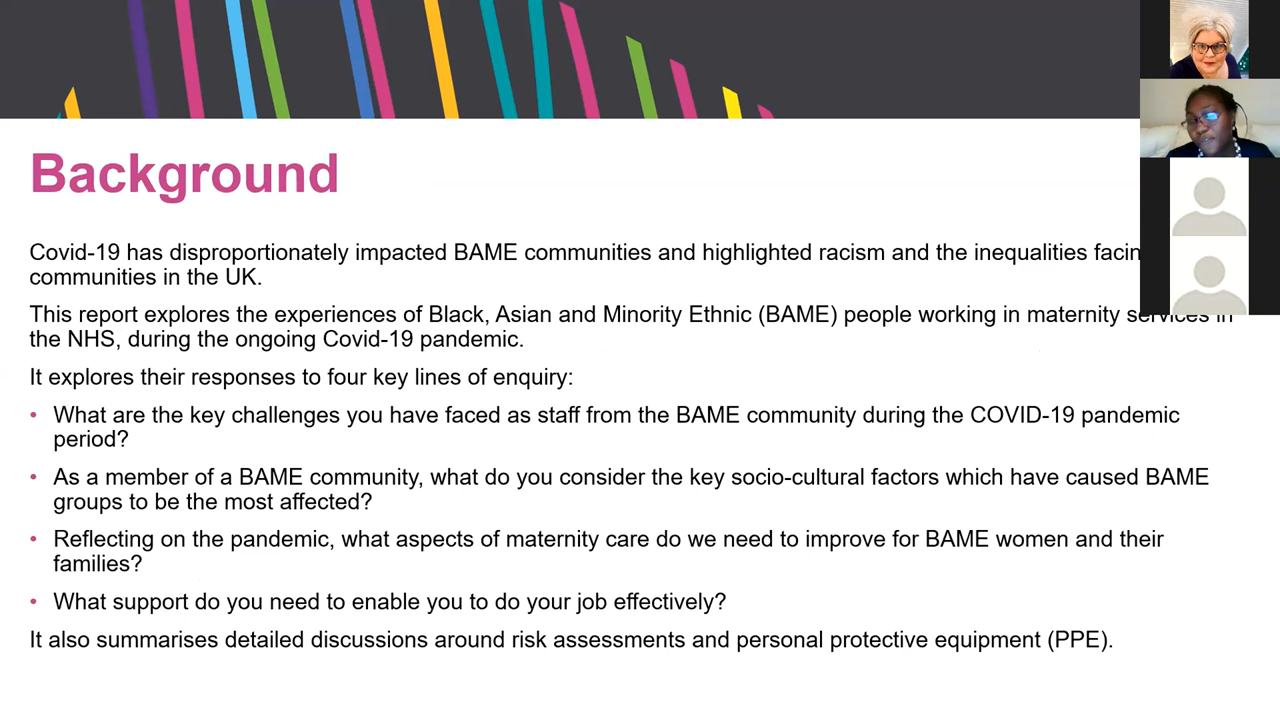 Background
Covid-19 has disproportionately impacted BAME communities and highlighted racism and the inequalities
communities in the UK.
This report explores the experiences of Black, Asian and Minority Ethnic (BAME) people working in maternity services in
the NHS, during the ongoing Covid-19 pandemic.
It explores their responses to four key lines of enquiry:
• What are the key challenges you have faced as staff from the BAME community during the COVID-19 pandemic
period?
• As a member of a BAME community, what do you consider the key socio-cultural factors which have caused BAME
groups to be the most affected?
• Reflecting on the pandemic, what aspects of maternity care do we need to improve for BAME women and their
families?
• What support do you need to enable you to do your job effectively?
It also summarises detailed discussions around risk assessments and personal protective equipment (PPE).